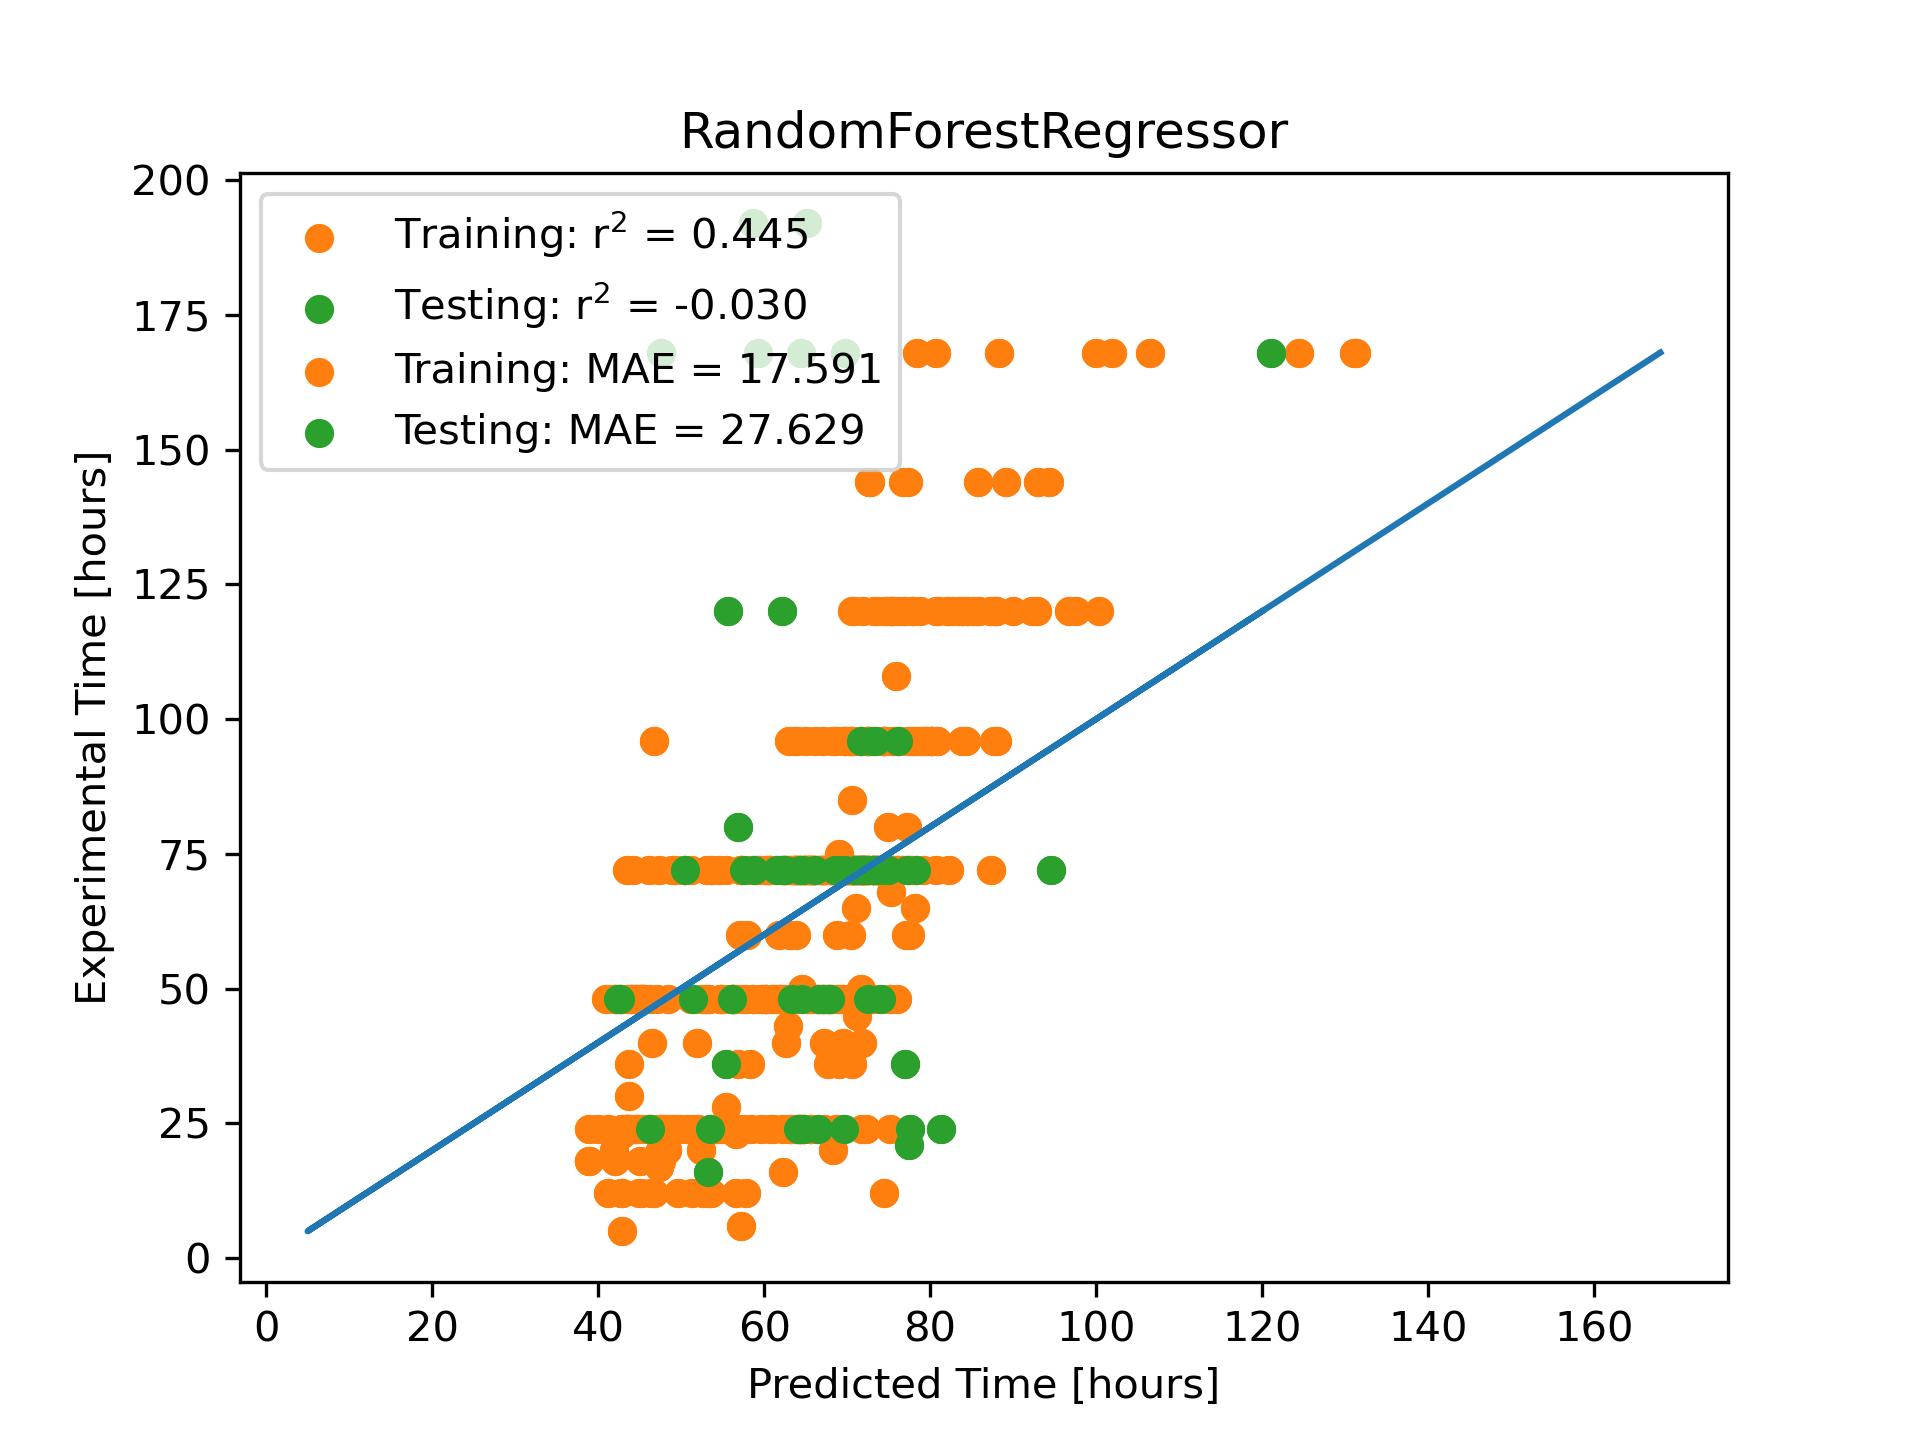 RandomForestRegressor
200
175
150
125
100
75
50
25
0
Experimental Time [hours]
Training: r² = 0.445
Testing: r² = -0.030
Training: MAE = 17.591
Testing: MAE = 27.629
0 20 40 60 80 100 120 140 160
Predicted Time [hours]